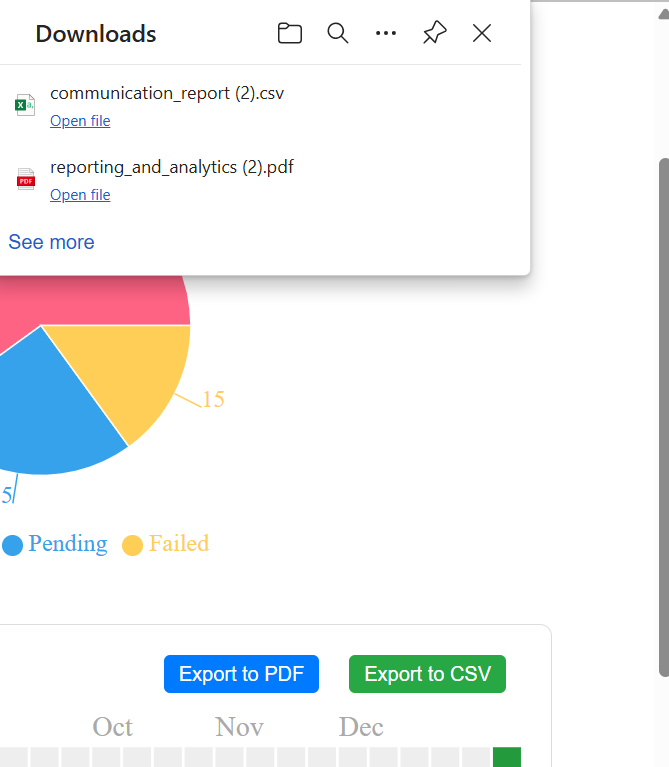 Downloads
communication_report (2).csv
Open file
reporting_and_analytics (2).pdf
PDF
Open file
See more
15
5
Pending
Failed
Export to PDF
Export to CSV
Oct
Nov
Dec